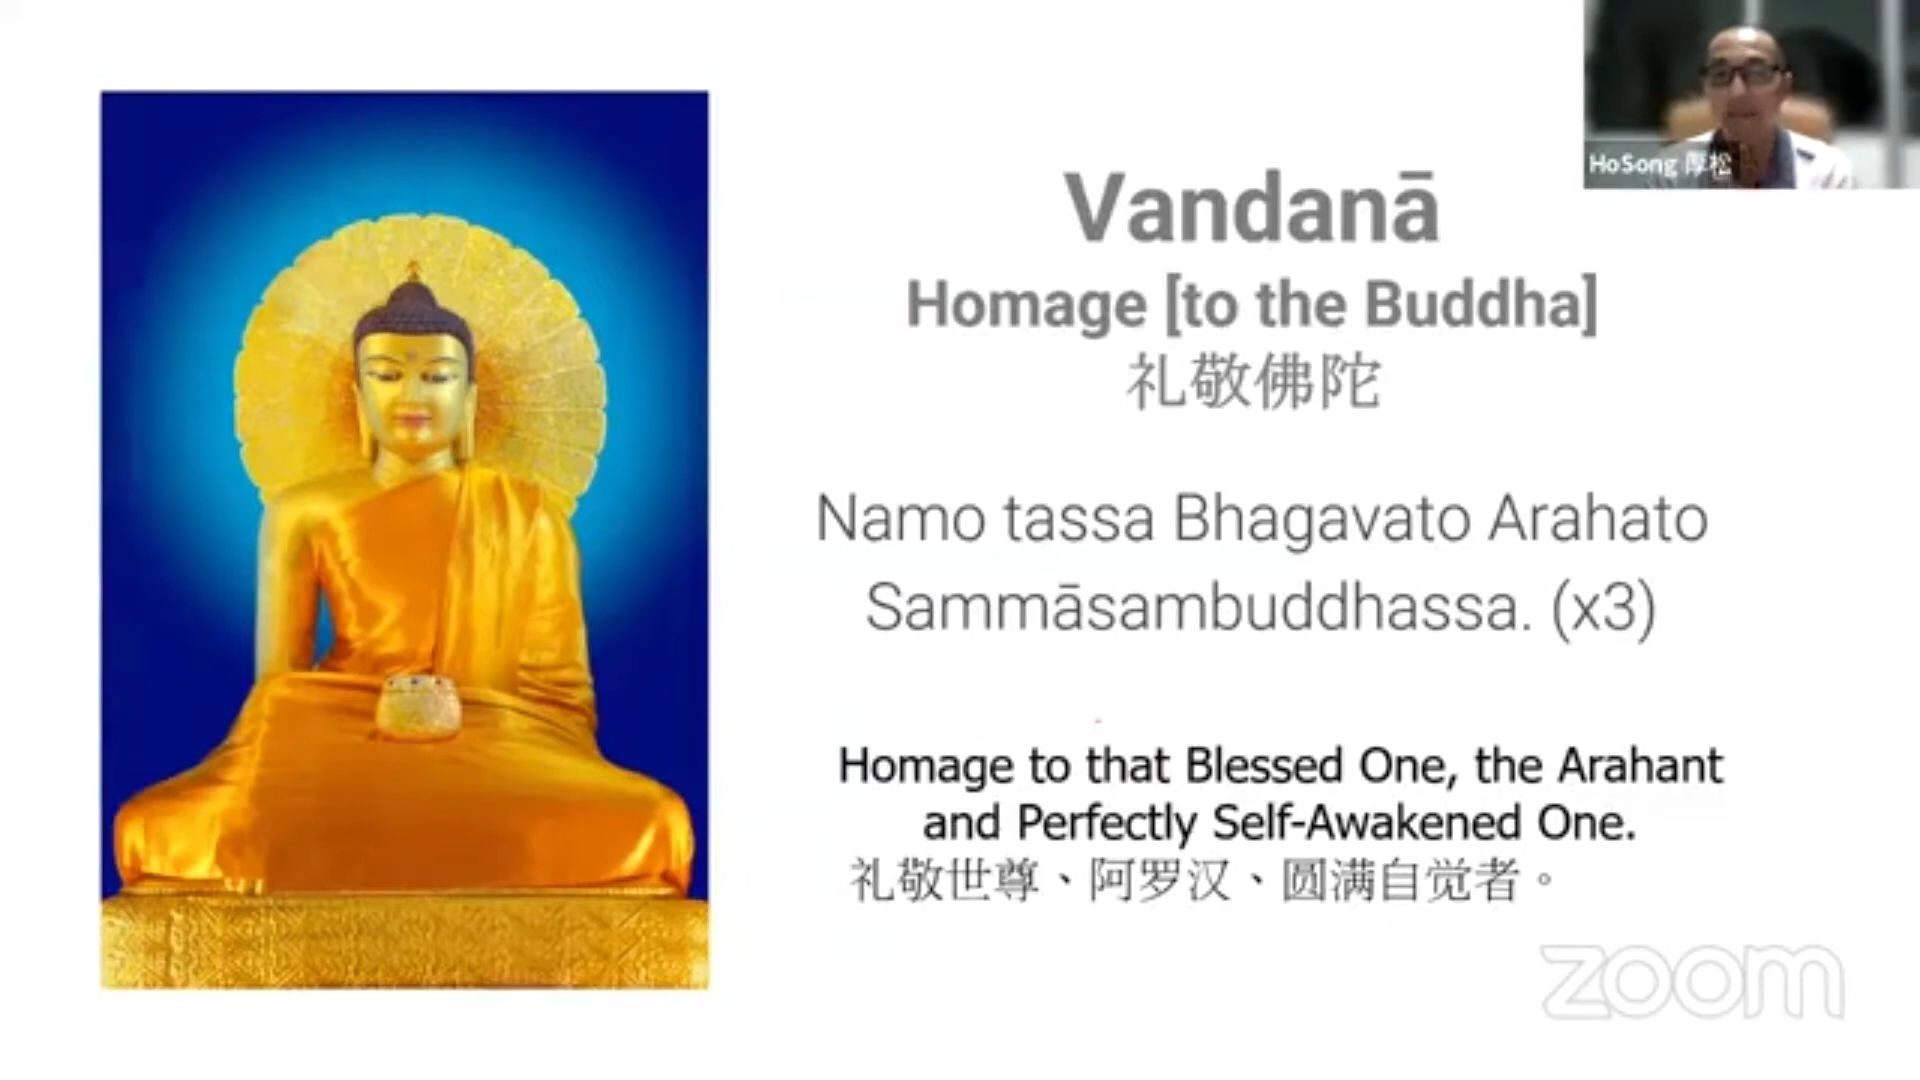 HoSong 厚松
Vandanā
Homage [to the Buddha]
礼敬佛陀
Namo tassa Bhagavato Arahato
Sammāsambuddhassa. (x3)
Homage to that Blessed One, the Arahant
and Perfectly Self-Awakened One.
礼敬世尊、阿罗汉、圆满自觉者。
zoom